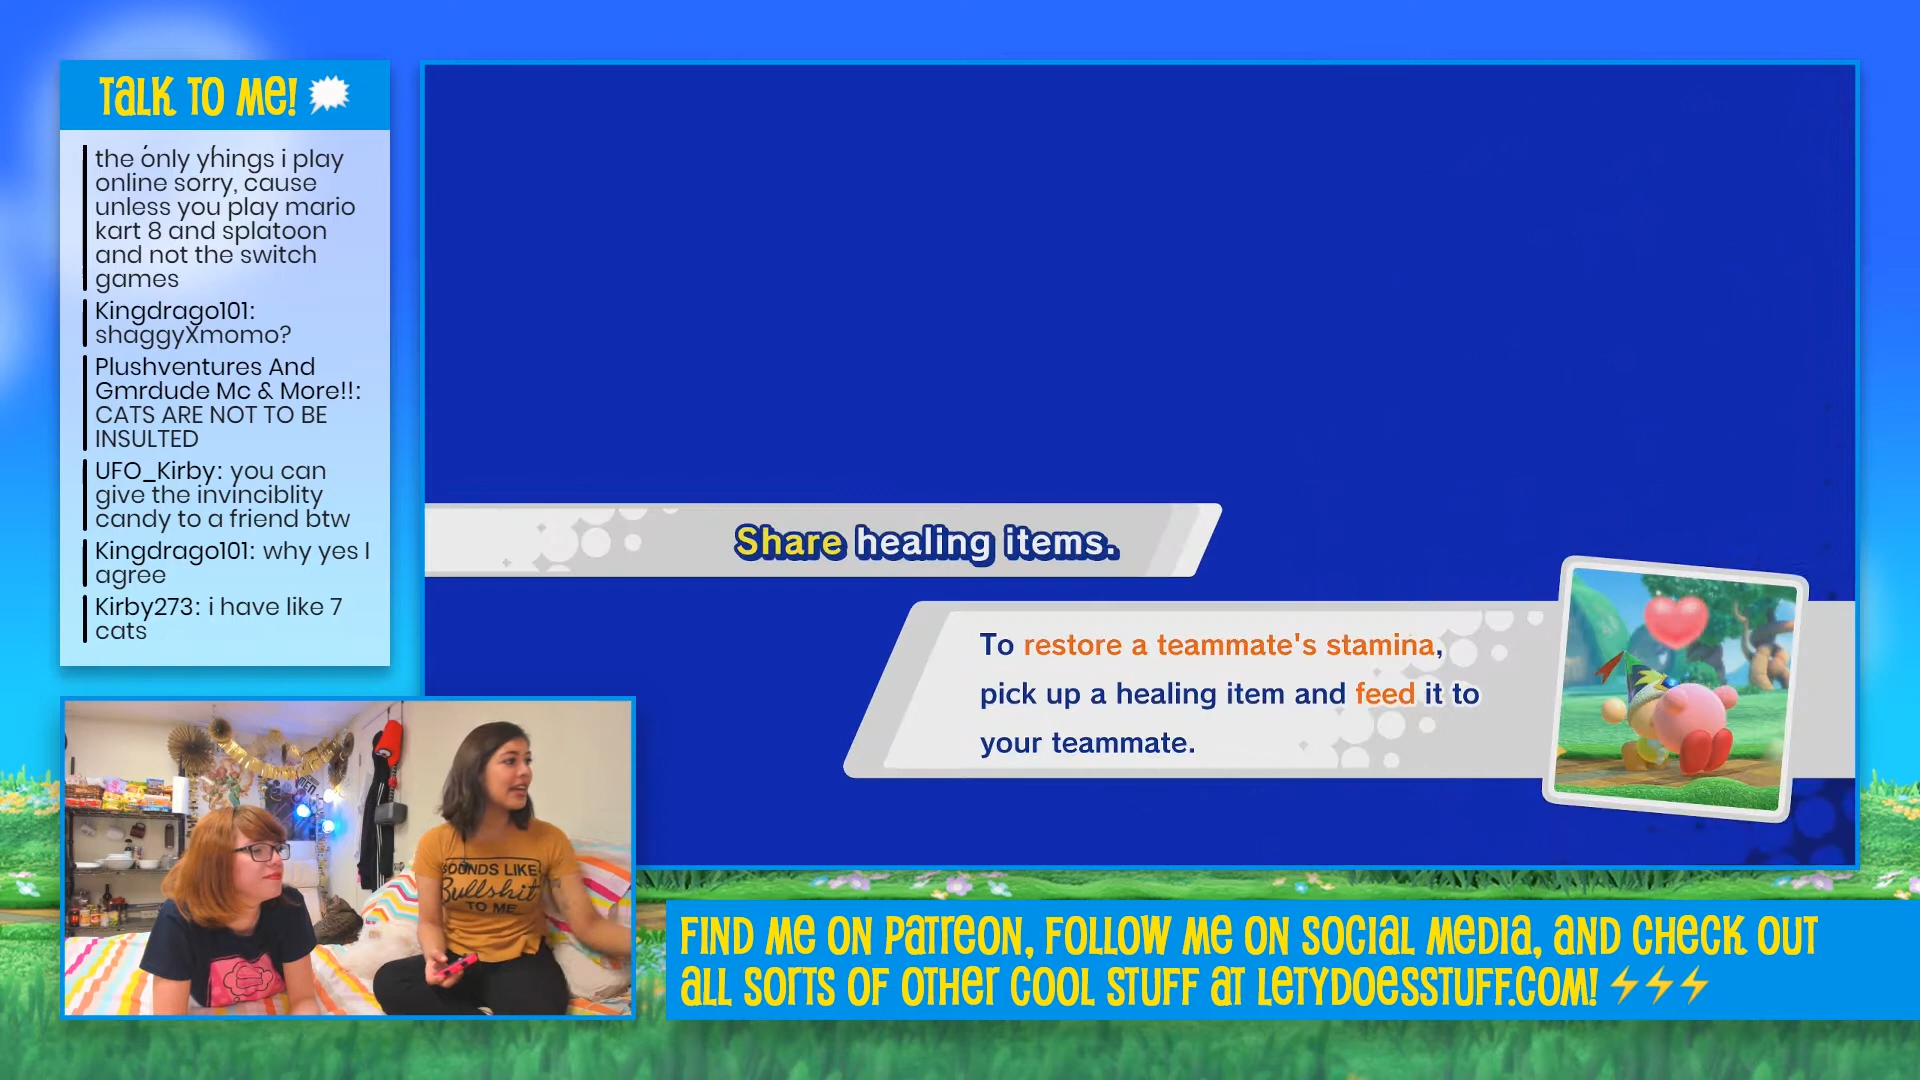 TALK TO ME!
the only yhings i play
online sorry, cause
unless you play mario
kart 8 and splatoon
and not the switch
games
Kingdrago101:
shaggyXmomo?
Plushventures And
Gmrdude Mc & More!!:
CATS ARE NOT TO BE
INSULTED
UFO_Kirby: you can
give the invinciblity
candy to a friend btw
Kingdrago101: why yes I
agree
Kirby273: i have like 7
cats
Share healing items.
To restore a teammate's stamina,
pick up a healing item and feed it to
your teammate.
SOUNDS LIKE
Bullshit
TO ME
FIND ME ON PATREON, FOLLOW ME ON SOCIAL MEDIA, AND CHECK OUT
ALL SORTS OF OTHER COOL STUFF AT LETYDOESSTUFF.COM!